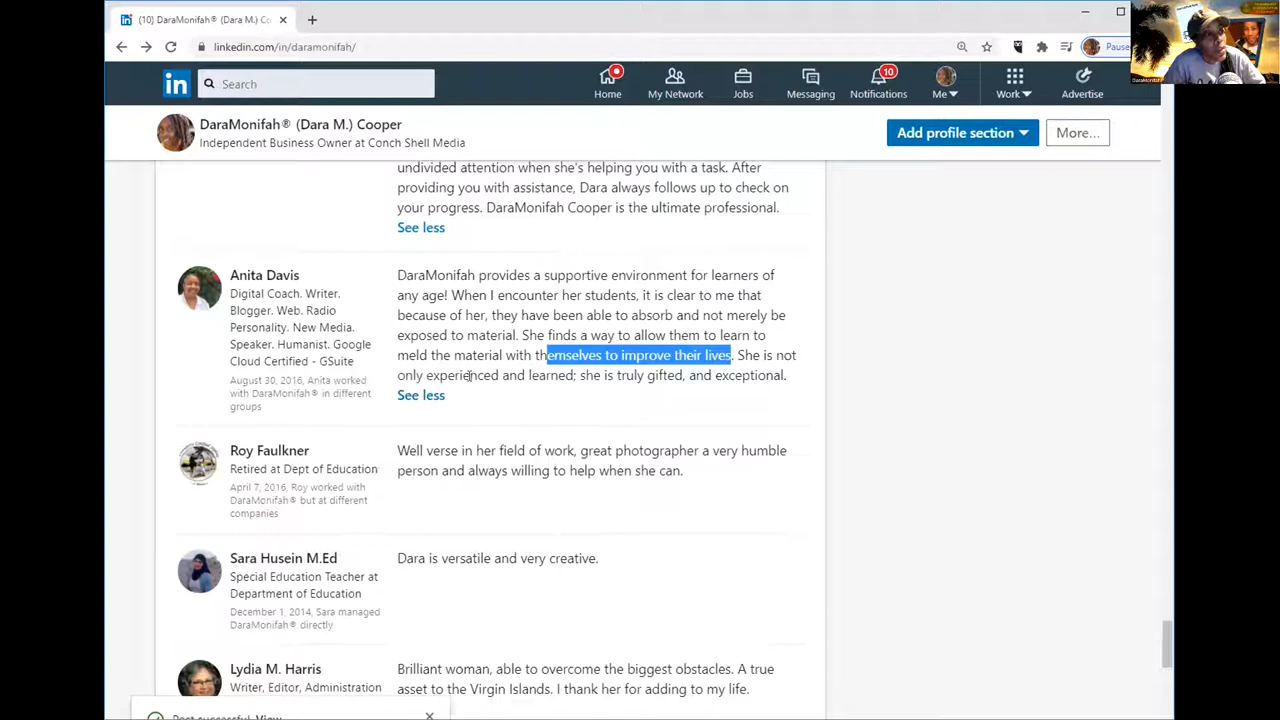 (10) DaraMonifah® (Dara M.) Co
linkedin.com/in/daramonifah/
Paused
in
Search
Home
My Network
Jobs
Messaging
10
Notifications
Me
Work
Advertise
DaraMonifah® (Dara M.) Cooper
Independent Business Owner at Conch Shell Media
Add profile section
More...
undivided attention when she's helping you with a task. After
providing you with assistance, Dara always follows up to check on
your progress. DaraMonifah Cooper is the ultimate professional.
See less
Anita Davis
Digital Coach. Writer.
Blogger. Web. Radio
Personality. New Media.
Speaker. Humanist. Google
Cloud Certified - GSuite
August 30, 2016, Anita worked
with DaraMonifah® in different
groups
DaraMonifah provides a supportive environment for learners of
any age! When I encounter her students, it is clear to me that
because of her, they have been able to absorb and not merely be
exposed to material. She finds a way to allow them to learn to
meld the material with themselves to improve their lives. She is not
only experienced and learned; she is truly gifted, and exceptional.
See less
Roy Faulkner
Retired at Dept of Education
April 7, 2016, Roy worked with
DaraMonifah® but at different
companies
Well verse in her field of work, great photographer a very humble
person and always willing to help when she can.
Sara Husein M.Ed
Special Education Teacher at
Department of Education
December 1, 2014, Sara managed
DaraMonifah® directly
Dara is versatile and very creative.
Lydia M. Harris
Writer, Editor, Administration
Brilliant woman, able to overcome the biggest obstacles. A true
asset to the Virgin Islands. I thank her for adding to my life.
Post successful. View